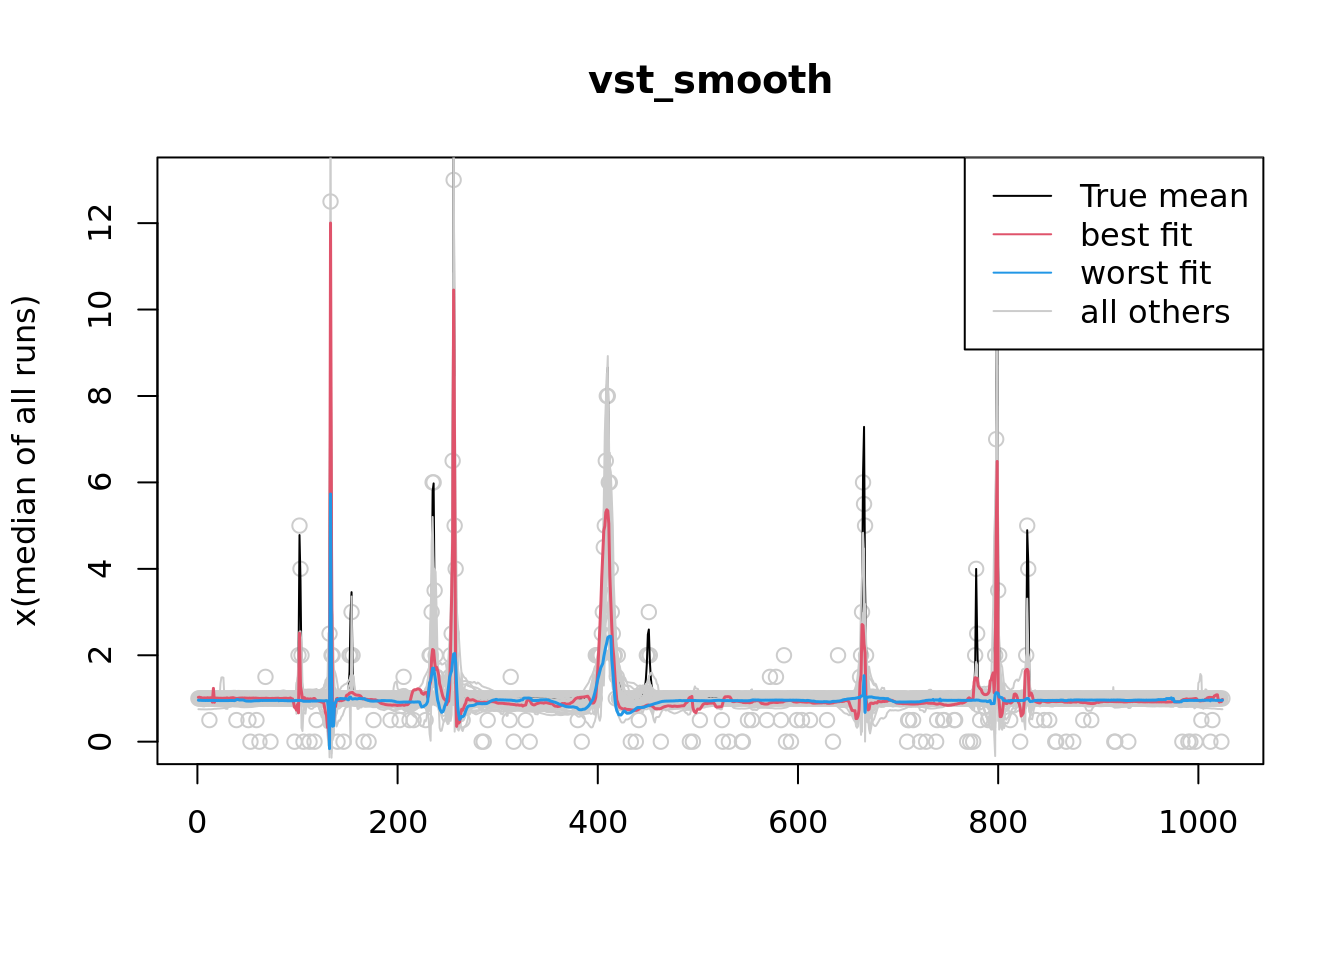 vst_smooth
True mean
best fit
worst fit
all others
x(median of all runs)
12
10
8
6
4
2
0
0 200 400 600 800 1000